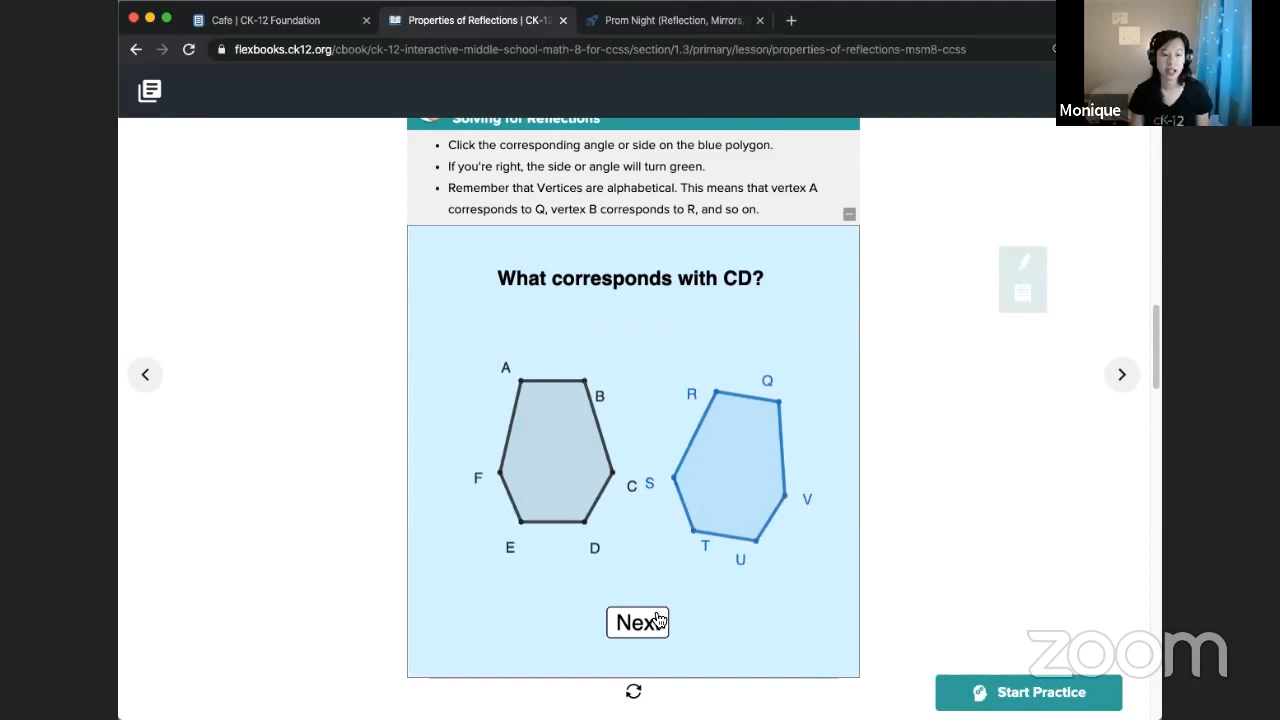 Cafe | CK-12 Foundation
Properties of Reflections | CK-12
Prom Night (Reflection, Mirrors,
flexbooks.ck12.org/cbook/ck-12-interactive-middle-school-math-8-for-ccss/section/1.3/primary/lesson/properties-of-reflections-msm8-ccss
Monique
cK-12
Solving for Reflections
• Click the corresponding angle or side on the blue polygon.
• If you're right, the side or angle will turn green.
• Remember that Vertices are alphabetical. This means that vertex A
corresponds to Q, vertex B corresponds to R, and so on.
What corresponds with CD?
A
B
R
Q
F
C
S
V
E
D
T
U
Next
zoom
Start Practice